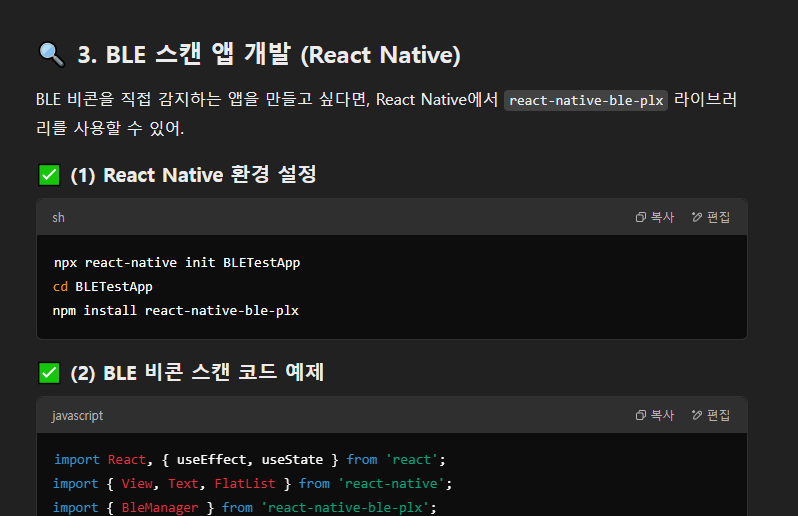 🔍 3. BLE 스캔 앱 개발 (React Native)
BLE 비콘을 직접 감지하는 앱을 만들고 싶다면, React Native에서 react-native-ble-plx 라이브러
리를 사용할 수 있어.
✅ (1) React Native 환경 설정
sh 복사 편집
npx react-native init BLETestApp
cd BLETestApp
npm install react-native-ble-plx
✅ (2) BLE 비콘 스캔 코드 예제
javascript 복사 편집
import React, { useEffect, useState } from 'react';
import { View, Text, FlatList } from 'react-native';
import { BleManager } from 'react-native-ble-plx';